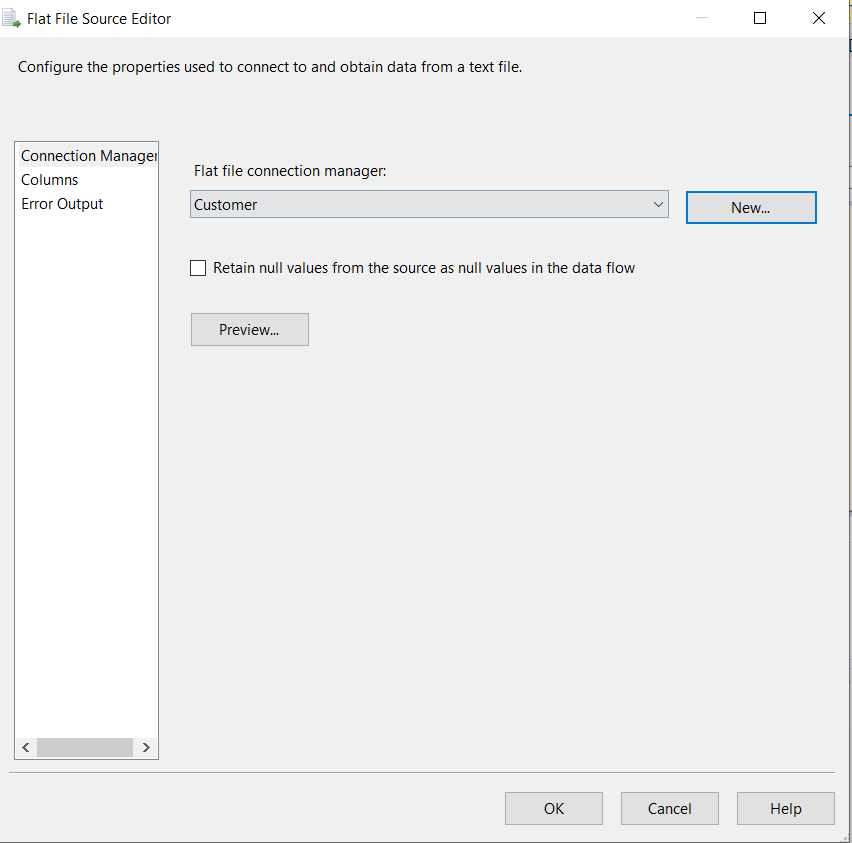 Flat File Source Editor
Configure the properties used to connect to and obtain data from a text file.
Connection Manager
Columns
Error Output
Flat file connection manager:
Customer
New...
Retain null values from the source as null values in the data flow
Preview...
OK
Cancel
Help